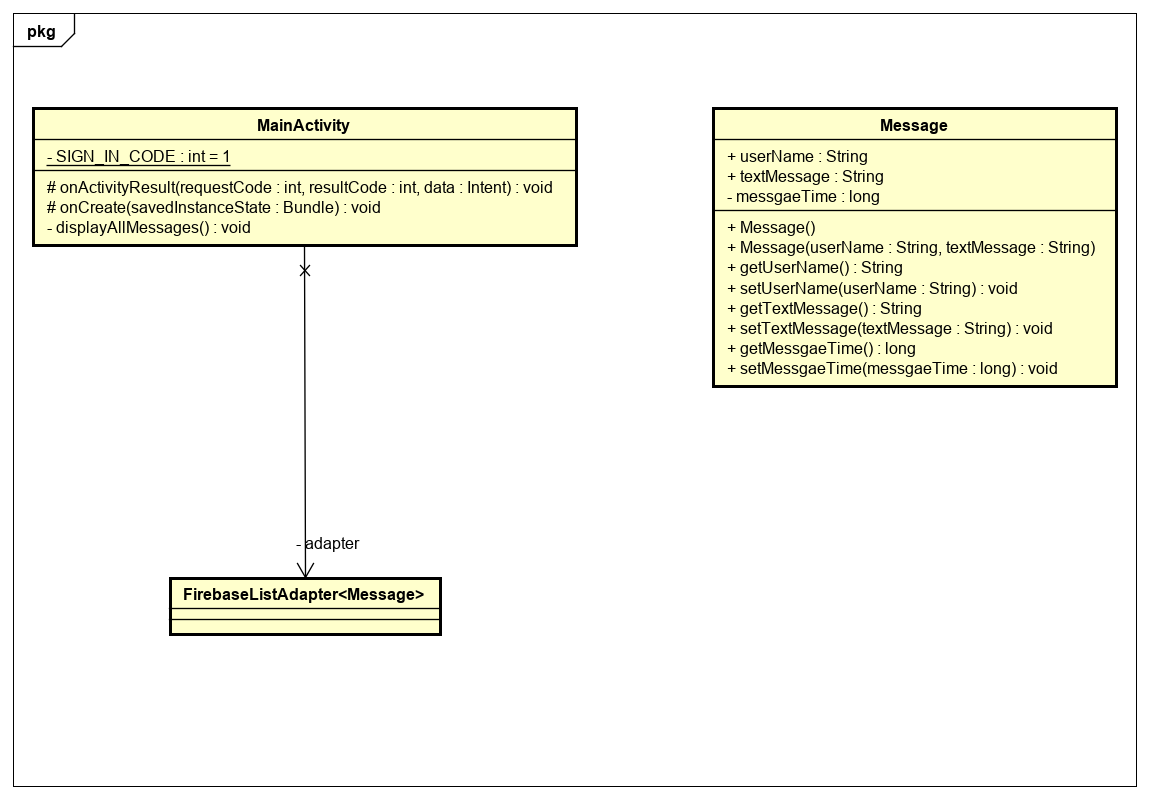 pkg
MainActivity
- SIGN_IN_CODE : int = 1
# onActivityResult(requestCode : int, resultCode : int, data : Intent) : void
# onCreate(savedInstanceState : Bundle) : void
- displayAllMessages() : void
Message
+ userName : String
+ textMessage : String
- messgaeTime : long
+ Message()
+ Message(userName : String, textMessage : String)
+ getUserName() : String
+ setUserName(userName : String) : void
+ getTextMessage() : String
+ setTextMessage(textMessage : String) : void
+ getMessgaeTime() : long
+ setMessgaeTime(messgaeTime : long) : void
- adapter
FirebaseListAdapter<Message>